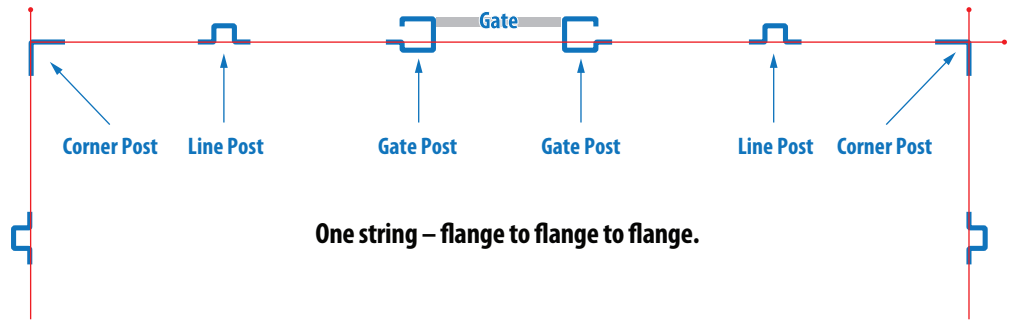 Gate
Corner Post
Line Post
Gate Post
Gate Post
Line Post
Corner Post
One string – flange to flange to flange.